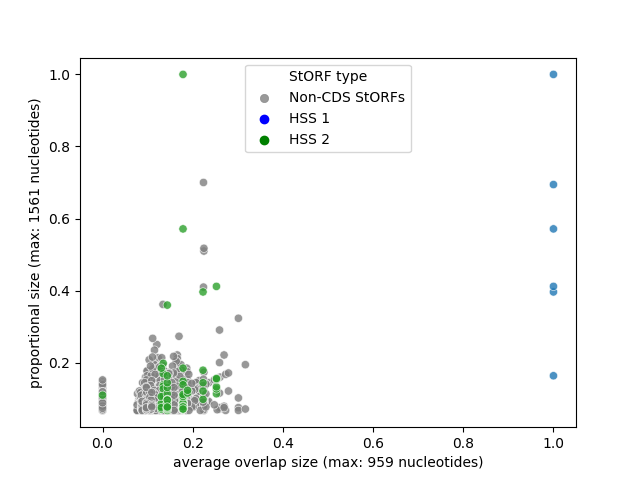 StORF type
Non-CDS StORFs
HSS 1
HSS 2
1.0
0.8
0.6
0.4
0.2
proportional size (max: 1561 nucleotides)
0.0 0.2 0.4 0.6 0.8 1.0
average overlap size (max: 959 nucleotides)